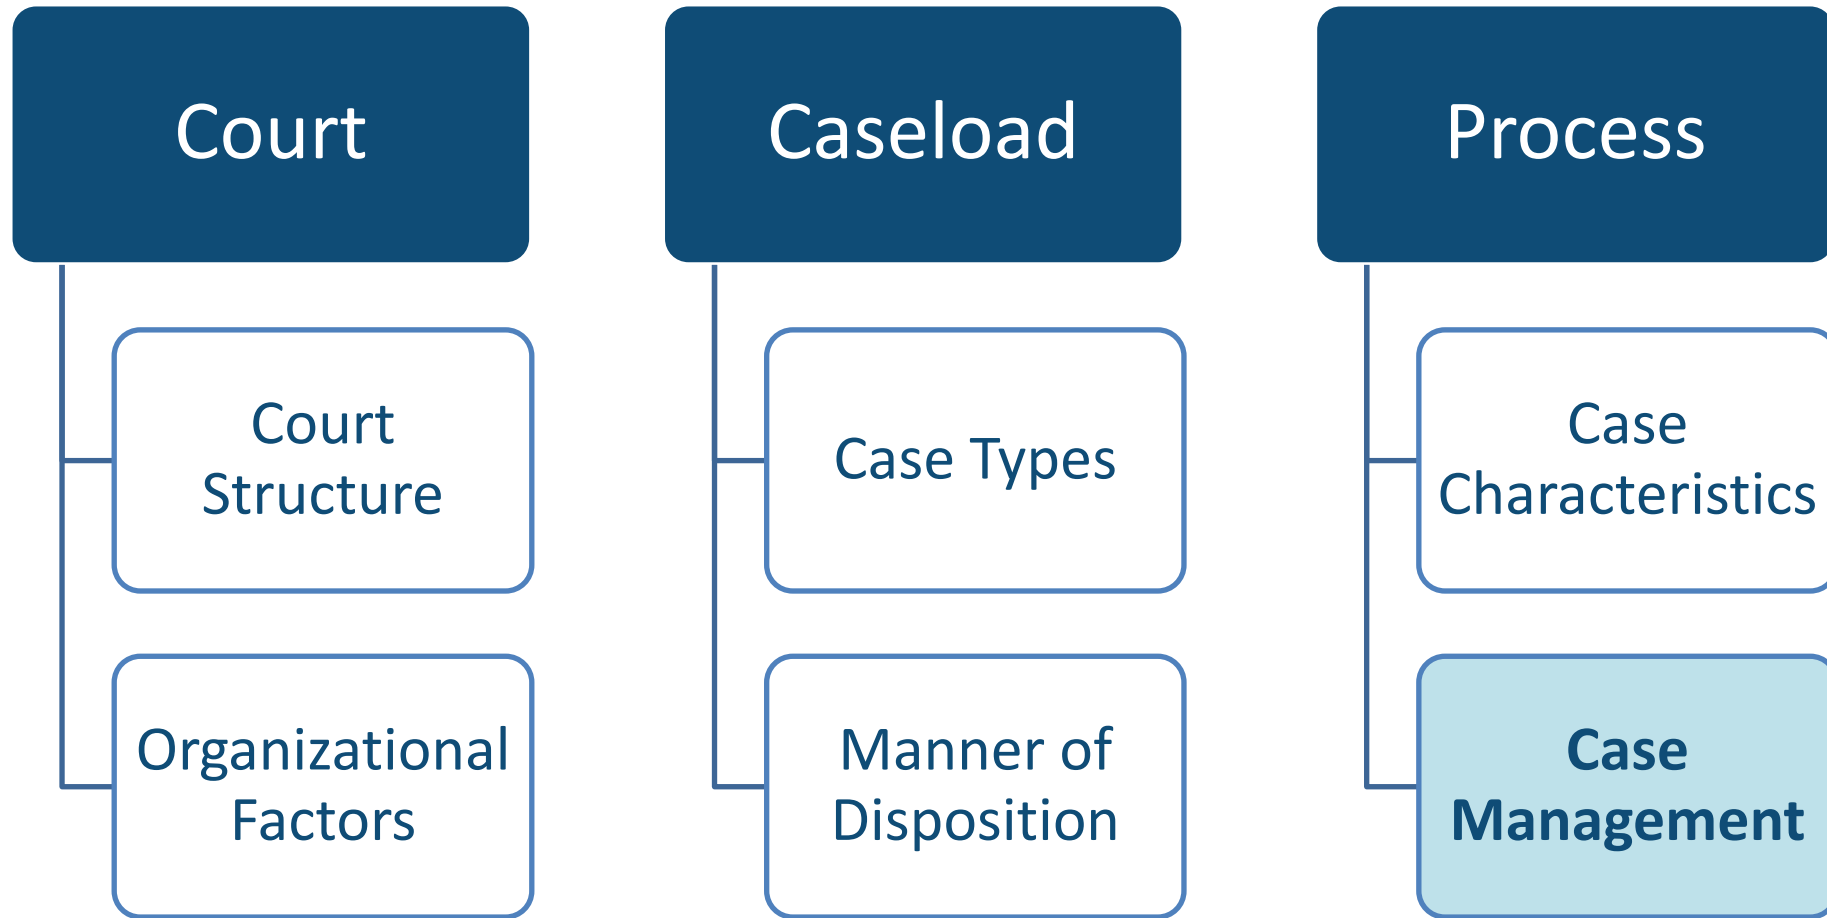 Court
Court
Structure
Organizational
Factors
Caseload
Case Types
Manner of
Disposition
Process
Case
Characteristics
Case
Management